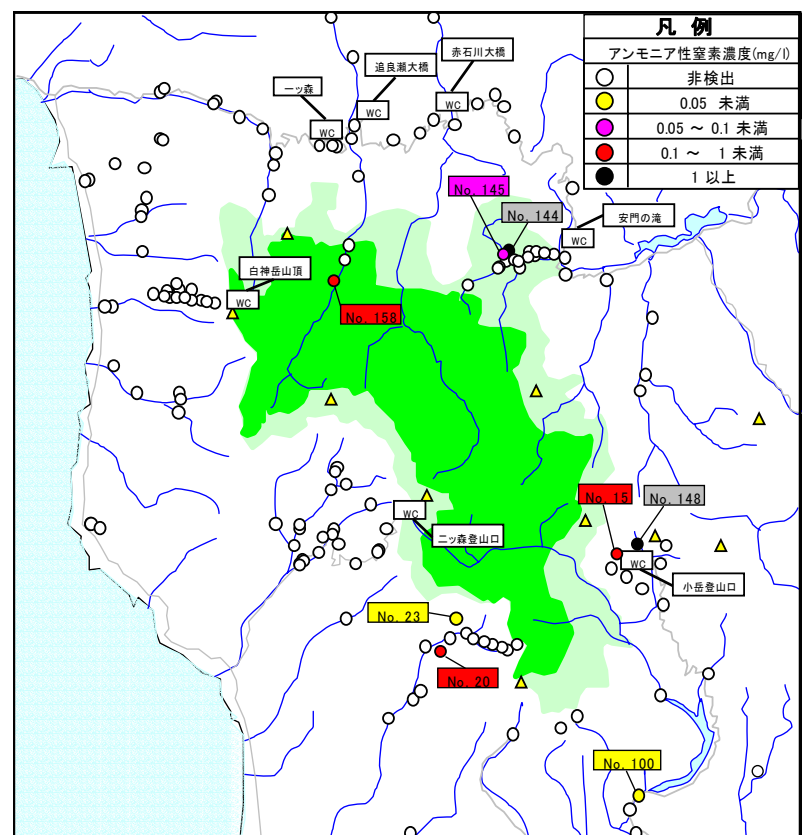 凡 例
アンモニア性窒素濃度(mg/l)
非検出
0.05 未満
0.05 ～ 0.1 未満
0.1 ～ 1 未満
1 以上
赤石川大橋
追良瀬大橋
一ッ森
WC
WC
WC
No. 145
No. 144
安門の滝
WC
白神岳山頂
WC
No. 158
No. 15
No. 148
WC
二ッ森登山口
WC
小岳登山口
No. 23
No. 20
No. 100